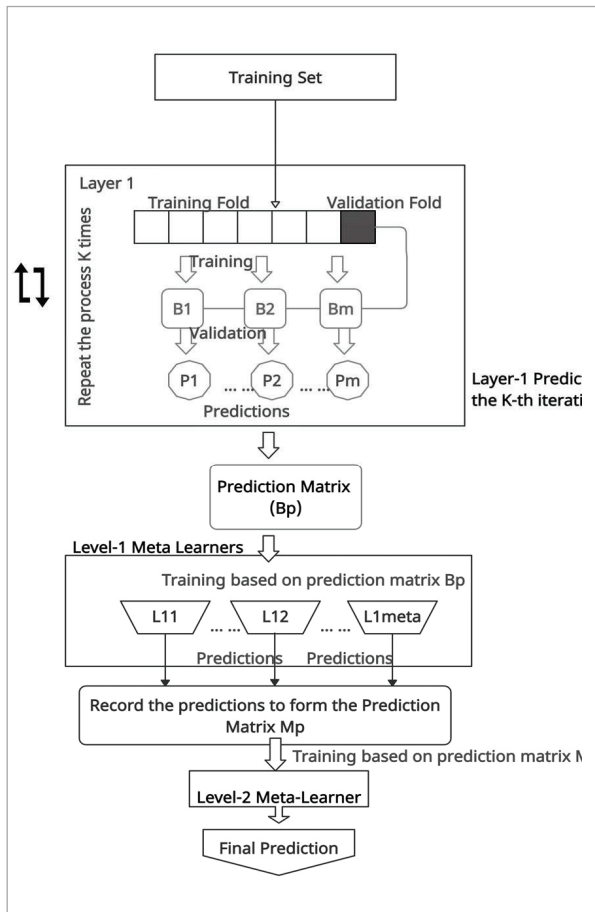 Training Set
Layer 1
Training Fold
Validation Fold
Repeat the process K times
Training
B1
B2
Bm
Validation
P1
... ...
P2
... ...
Pm
Predictions
Layer-1 Predic
the K-th iterati
Prediction Matrix
(Bp)
Level-1 Meta Learners
Training based on prediction matrix Bp
L11
... ...
L12
... ...
L1meta
Predictions
Predictions
Record the predictions to form the Prediction
Matrix Mp
Training based on prediction matrix
Level-2 Meta-Learner
Final Prediction